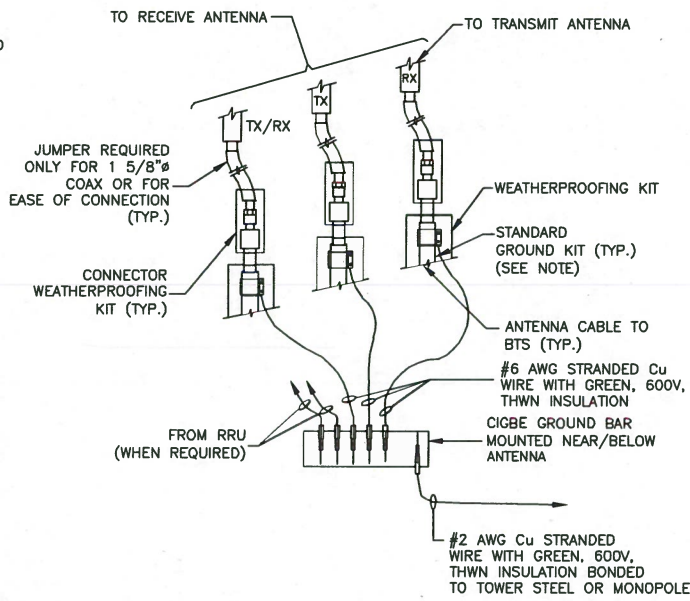 TO RECEIVE ANTENNA
TO TRANSMIT ANTENNA
RX
TX
TX/RX
JUMPER REQUIRED
ONLY FOR 1 5/8"ø
COAX OR FOR
EASE OF CONNECTION
(TYP.)
WEATHERPROOFING KIT
STANDARD
GROUND KIT (TYP.)
(SEE NOTE)
CONNECTOR
WEATHERPROOFING
KIT (TYP.)
ANTENNA CABLE TO
BTS (TYP.)
#6 AWG STRANDED Cu
WIRE WITH GREEN, 600V,
THWN INSULATION
FROM RRU
(WHEN REQUIRED)
CIGBE GROUND BAR
MOUNTED NEAR/BELOW
ANTENNA
#2 AWG Cu STRANDED
WIRE WITH GREEN, 600V,
THWN INSULATION BONDED
TO TOWER STEEL OR MONOPOLE